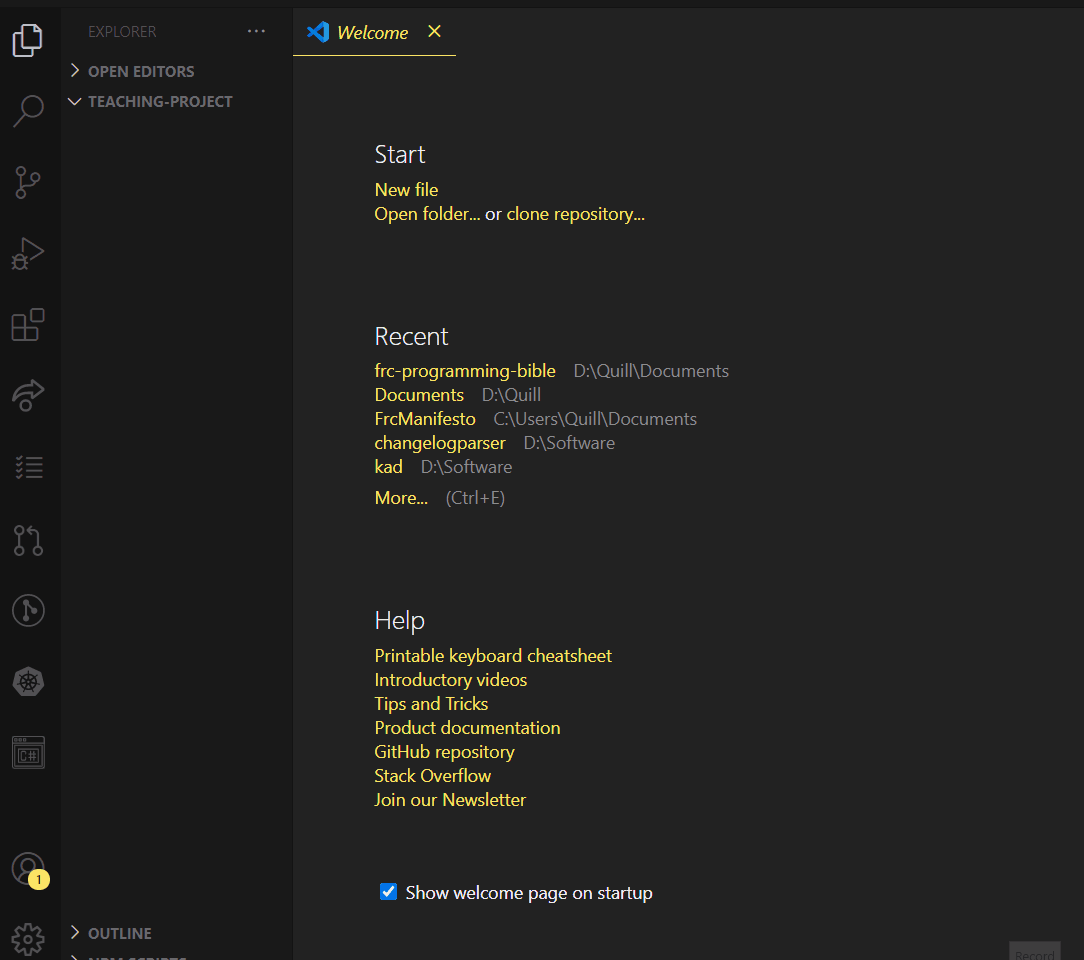 EXPLORER
OPEN EDITORS
TEACHING-PROJECT
OUTLINE
NPM SCRIPTS
1
C#
Welcome
Start
New file
Open folder... or clone repository...
Recent
frc-programming-bible D:\Quill\Documents
Documents D:\Quill
FrcManifesto C:\Users\Quill\Documents
changelogparser D:\Software
kad D:\Software
More... (Ctrl+E)
Help
Printable keyboard cheatsheet
Introductory videos
Tips and Tricks
Product documentation
GitHub repository
Stack Overflow
Join our Newsletter
Show welcome page on startup
Record